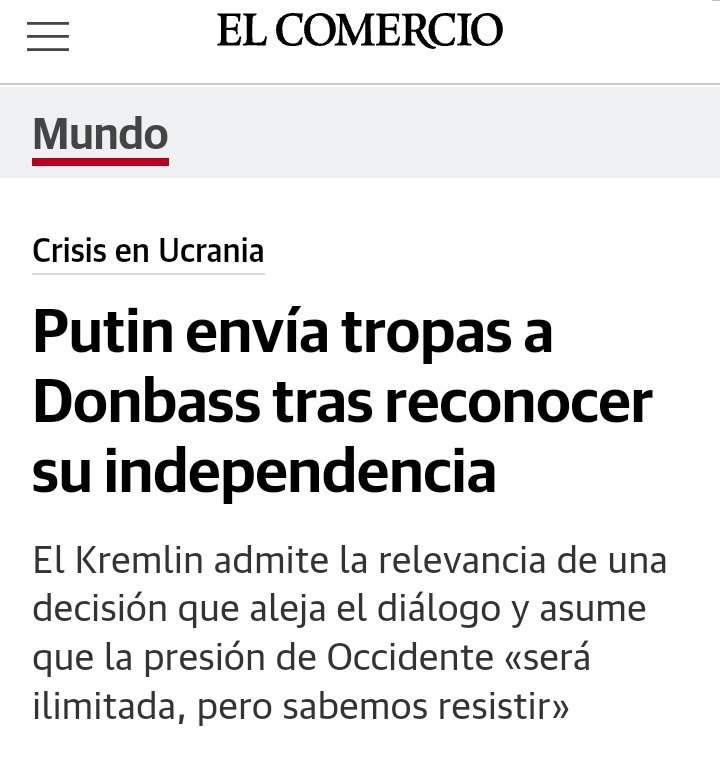 EL COMERCIO
Mundo
Crisis en Ucrania
Putin envía tropas a
Donbass tras reconocer
su independencia
El Kremlin admite la relevancia de una
decisión que aleja el diálogo y asume
que la presión de Occidente «será
ilimitada, pero sabemos resistir»